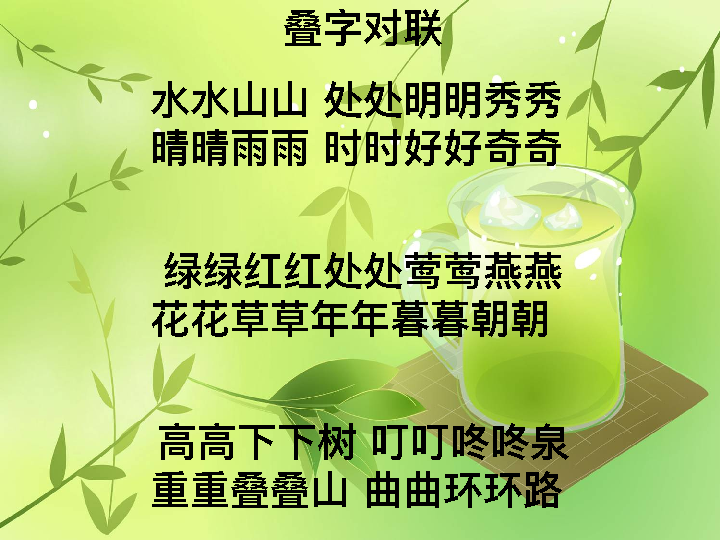 叠字对联
水水山山 处处明明秀秀
晴晴雨雨 时时好好奇奇
绿绿红红处处莺莺燕燕
花花草草年年暮暮朝朝
高高下下树 叮叮咚咚泉
重重叠叠山 曲曲环环路